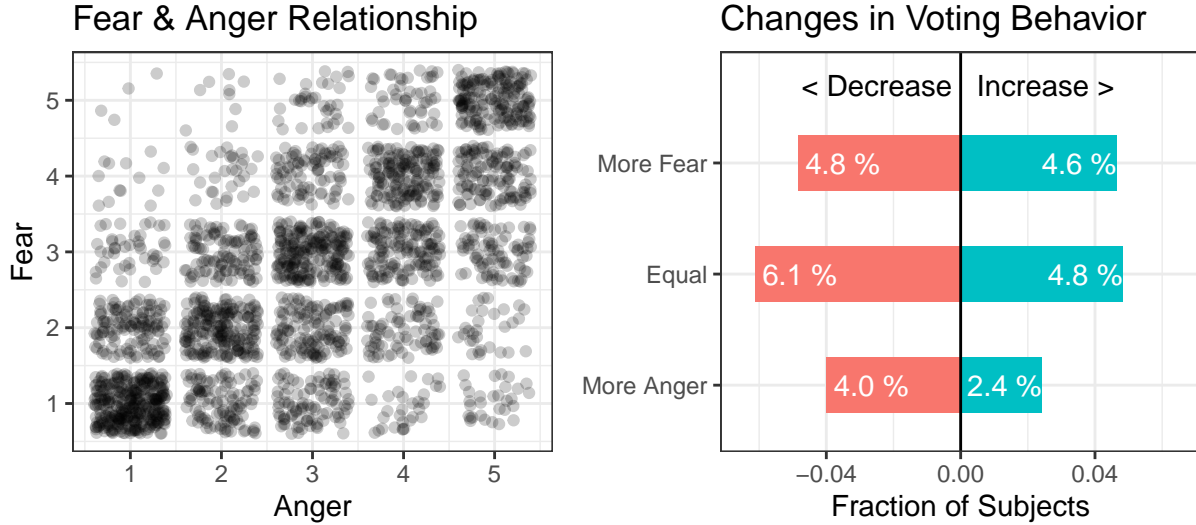 Fear & Anger Relationship
5
4
3
2
1
Fear
1 2 3 4 5
Anger
Changes in Voting Behavior
< Decrease Increase >
More Fear 4.8 % 4.6 %
Equal 6.1 % 4.8 %
More Anger 4.0 % 2.4 %
−0.04 0.00 0.04
Fraction of Subjects